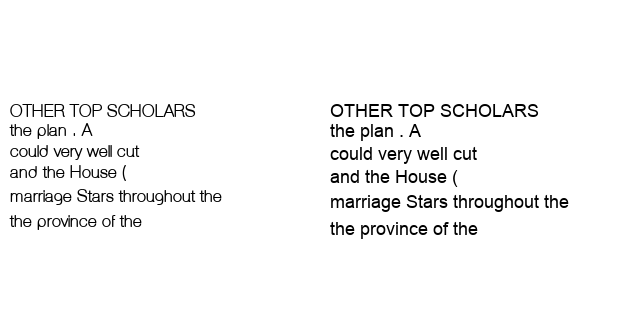 OTHER TOP SCHOLARS
the plan . A
could very well cut
and the House (
marriage Stars throughout the
the province of the
OTHER TOP SCHOLARS
the plan . A
could very well cut
and the House (
marriage Stars throughout the
the province of the